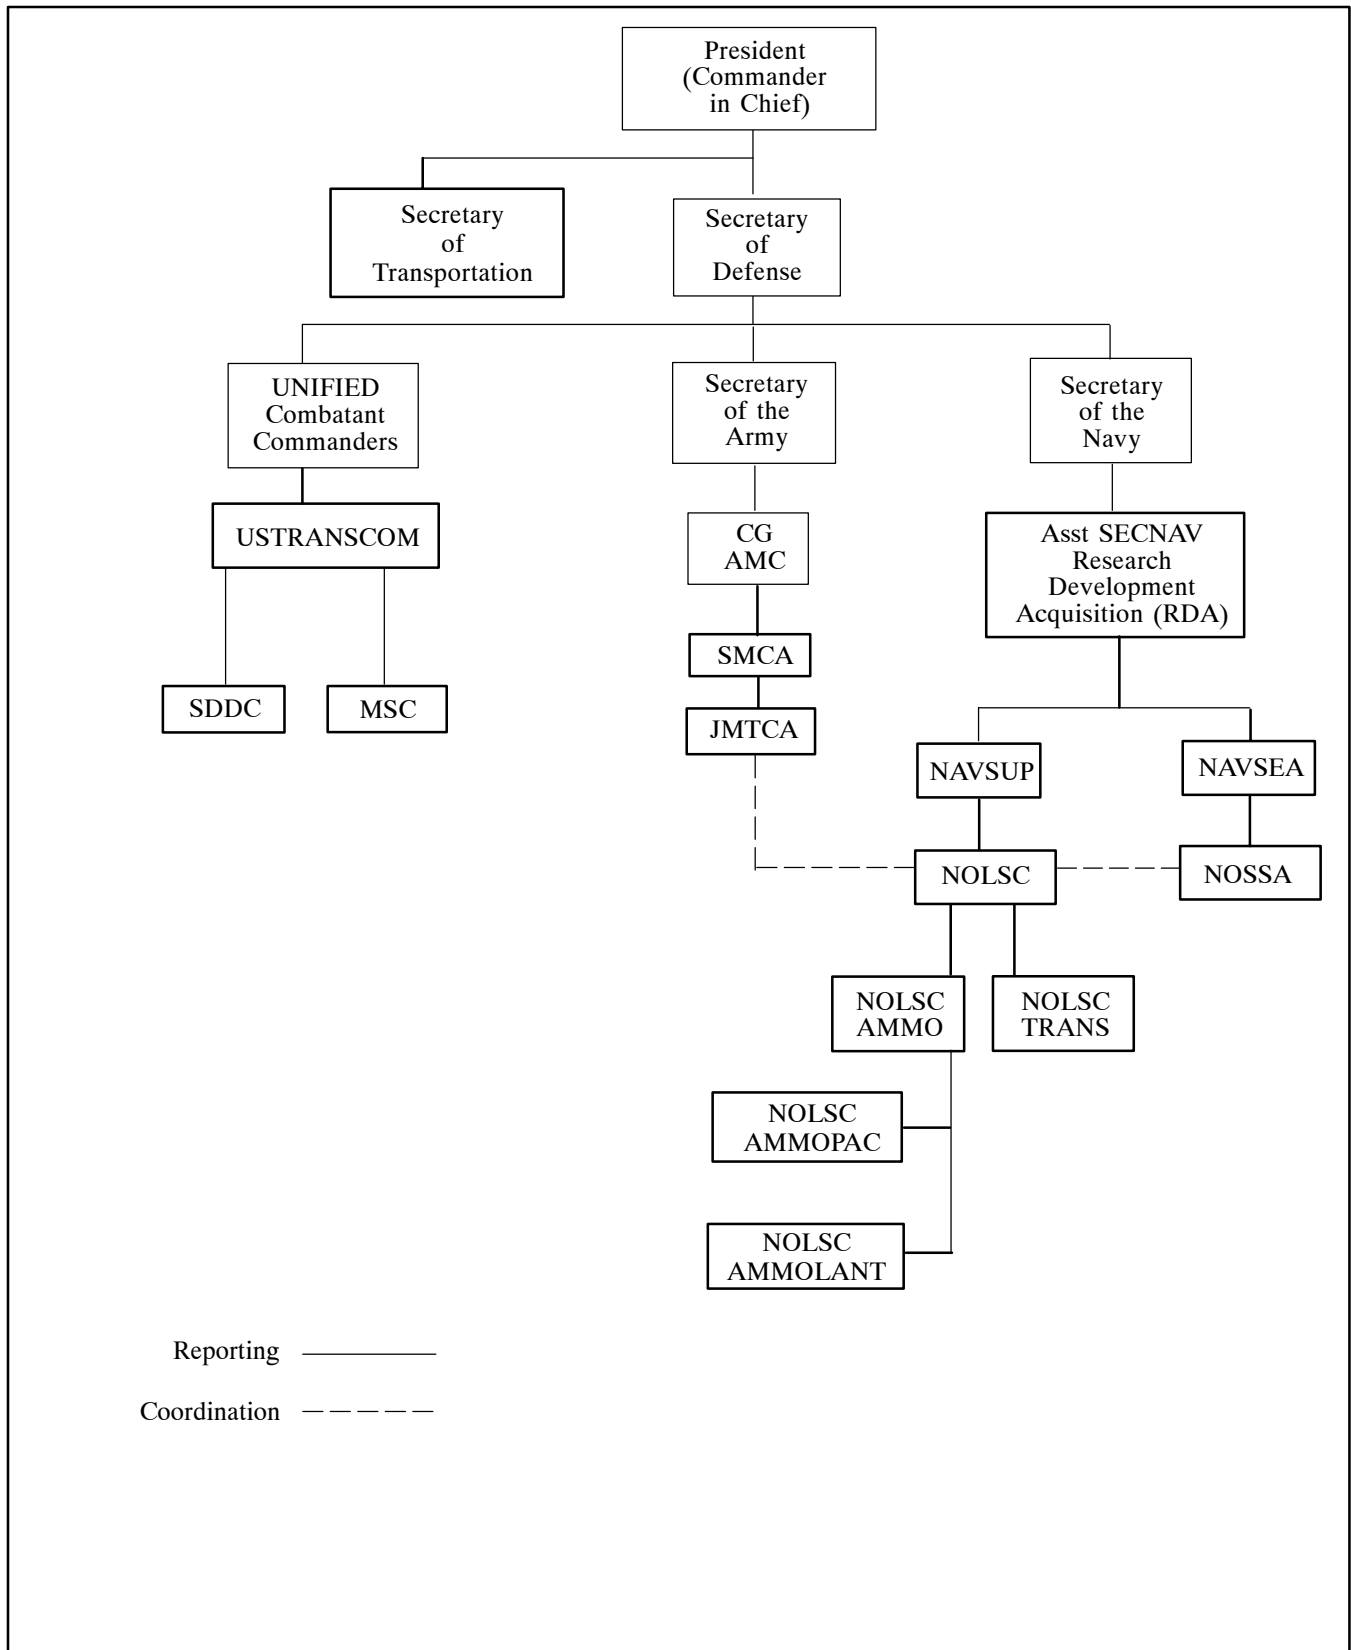 President
(Commander
in Chief)
Secretary
of
Transportation
Secretary
of
Defense
UNIFIED
Combatant
Commanders
Secretary
of the
Army
Secretary
of the
Navy
USTRANSCOM
CG
AMC
Asst SECNAV
Research
Development
Acquisition (RDA)
SMCA
SDDC
MSC
JMTCA
NAVSUP
NAVSEA
NOLSC
NOSSA
NOLSC
AMMO
NOLSC
TRANS
NOLSC
AMMOPAC
NOLSC
AMMOLANT
Reporting
Coordination